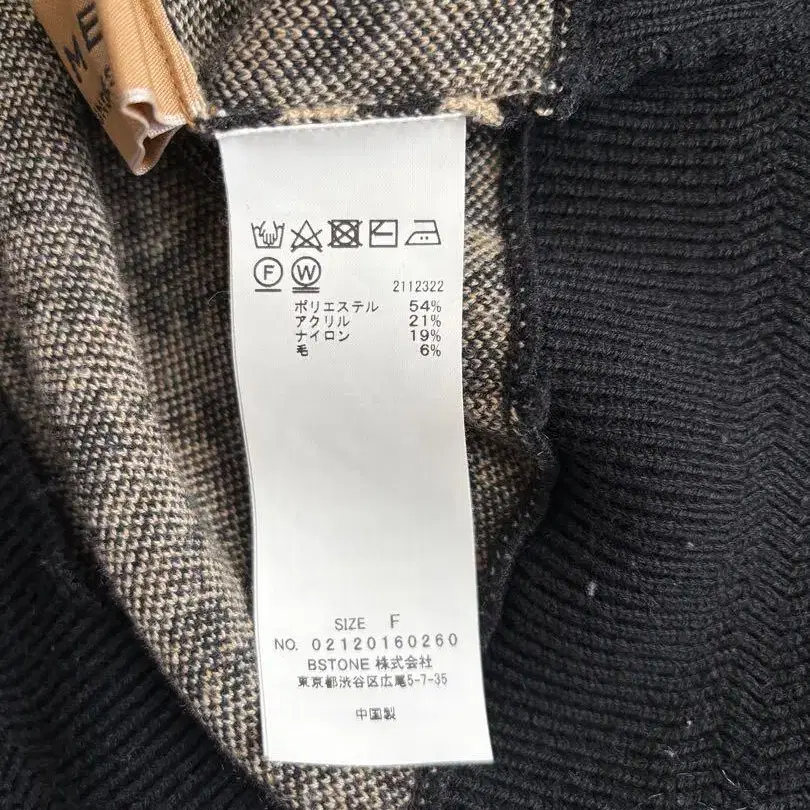 ME
F W
2112322
ポリエステル 54%
アクリル 21%
ナイロン 19%
毛 6%
SIZE F
NO. 02120160260
BSTONE 株式会社
東京都渋谷区広尾5-7-35
中国製